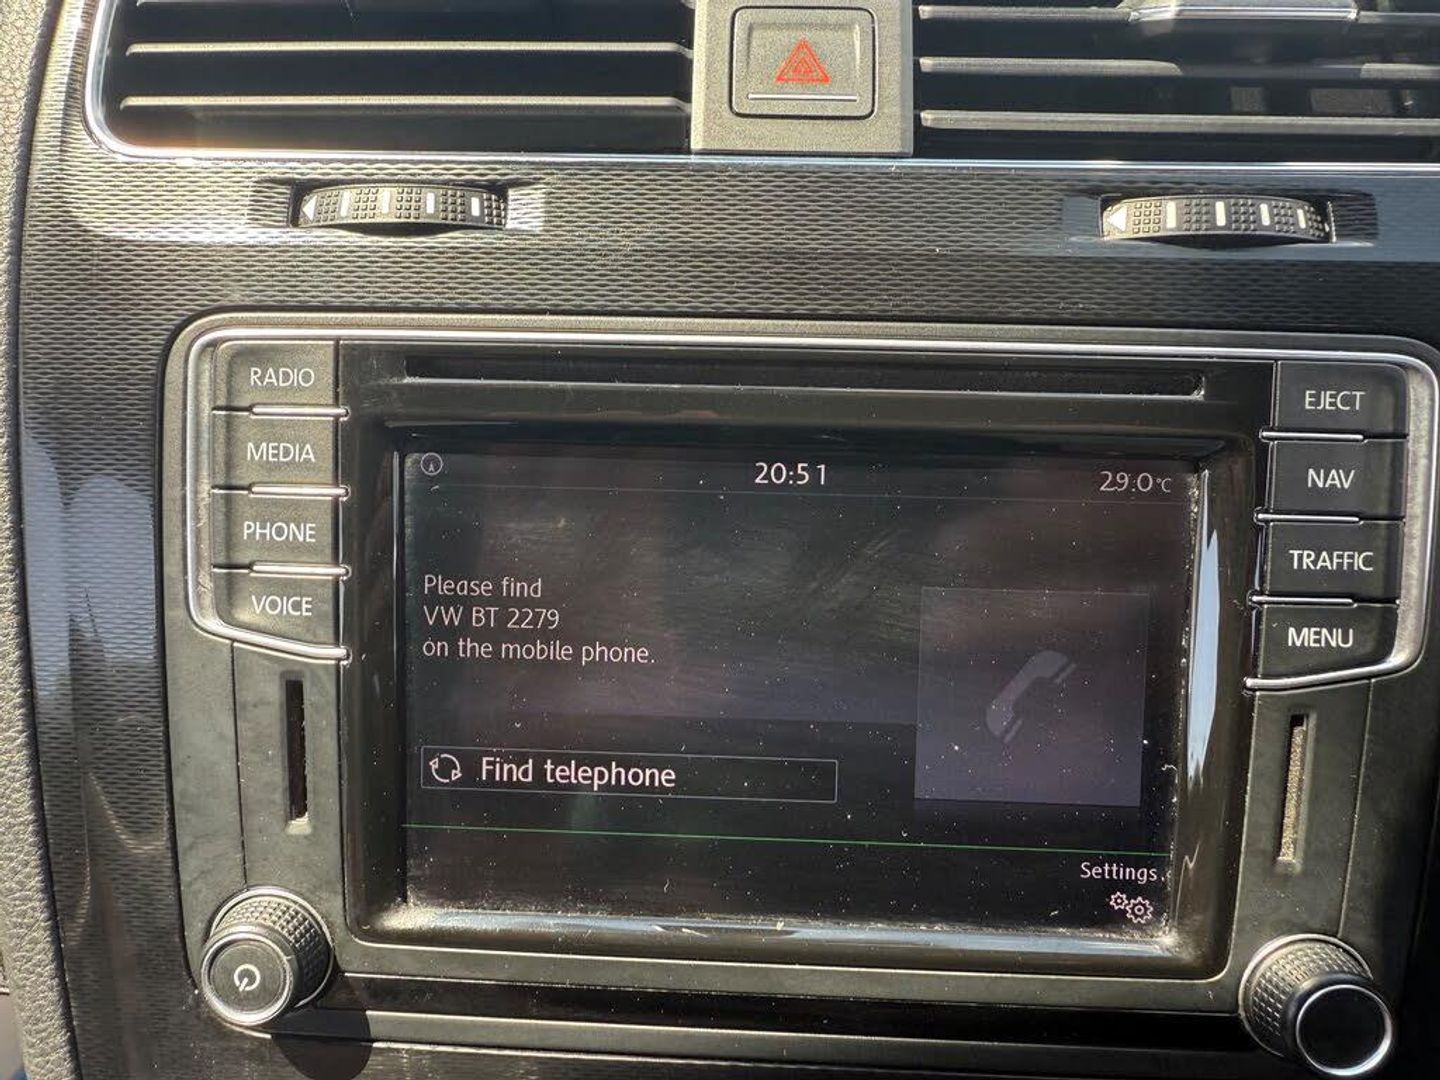 RADIO
MEDIA
PHONE
VOICE
EJECT
NAV
TRAFFIC
MENU
20:51
29.0°C
Please find
VW BT 2279
on the mobile phone.
Find telephone
Settings